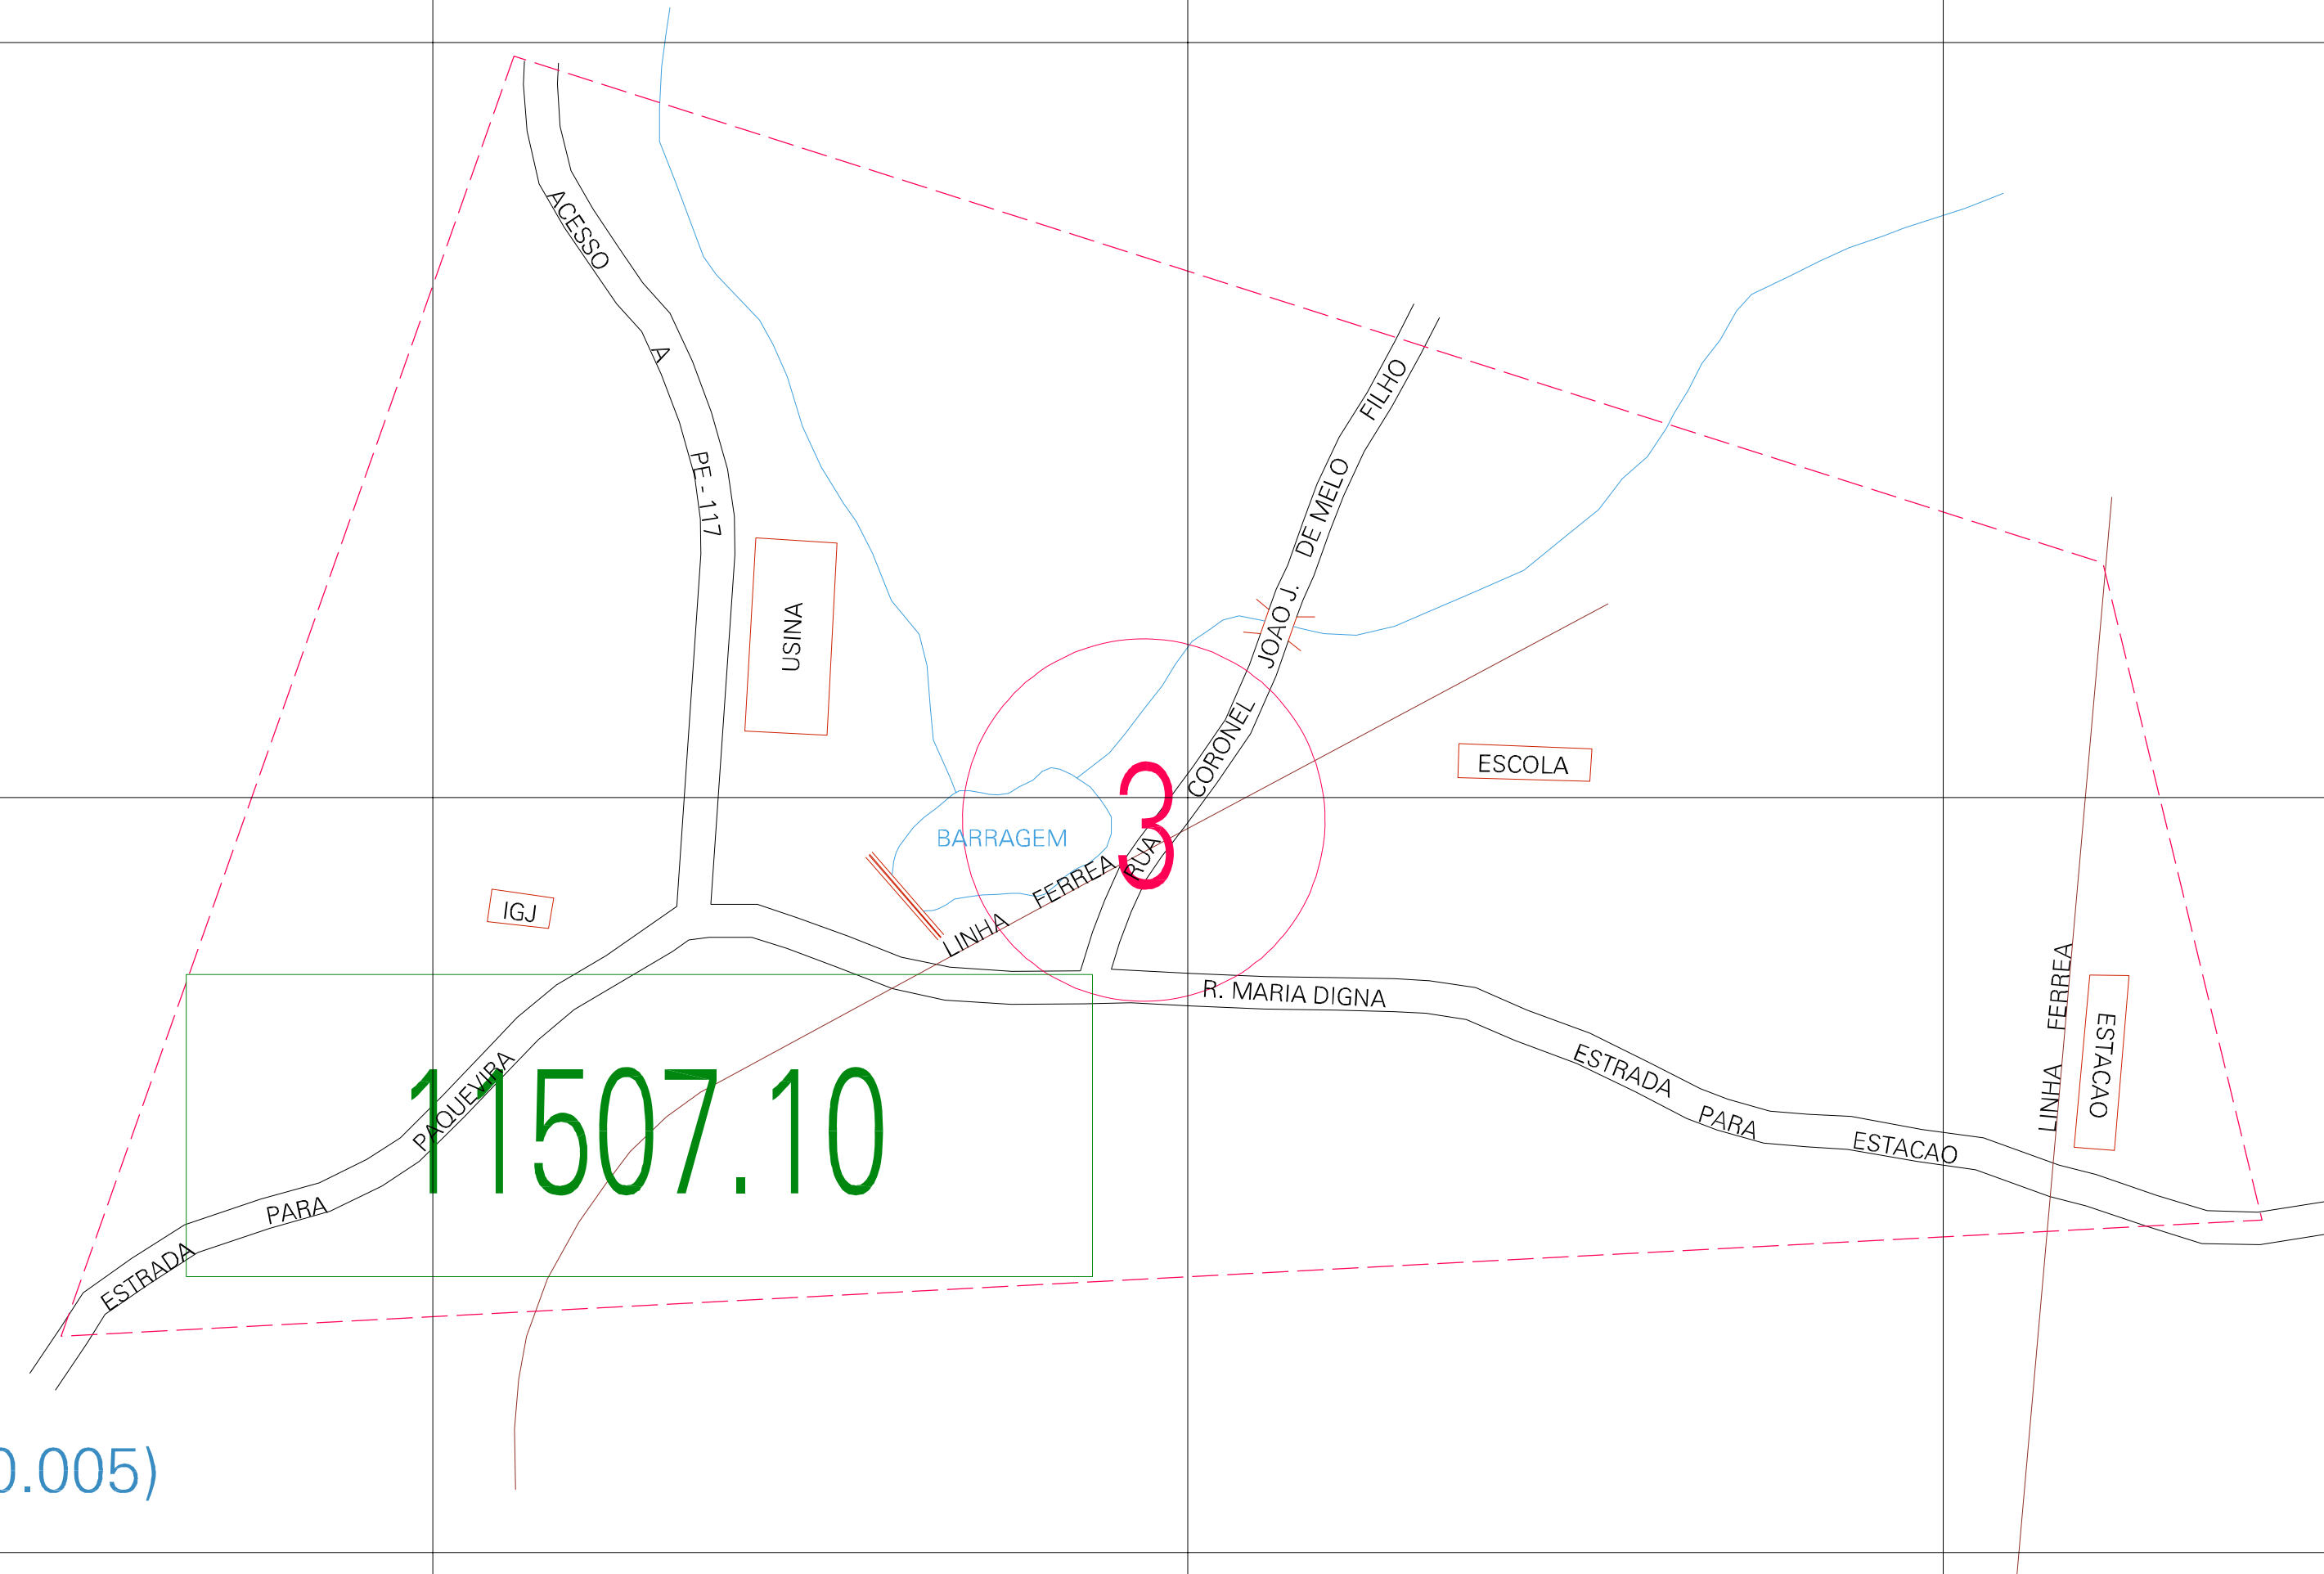 ACESSO A PE - 117
USINA
RUA CORONEL JOAO J. DE MELO FILHO
ESCOLA
3
BARRAGEM
LINHA FERREA
IGJ
R. MARIA DIGNA
ESTRADA PARA ESTACAO
LINHA FERREA
ESTACAO
11507.10
ESTRADA PARA PAQUEVIRA
0.005)